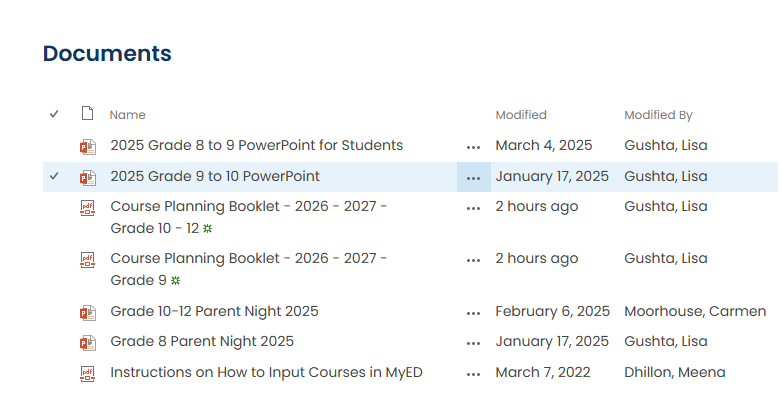 Documents
Name Modified Modified By
2025 Grade 8 to 9 PowerPoint for Students ... March 4, 2025 Gushta, Lisa
2025 Grade 9 to 10 PowerPoint ... January 17, 2025 Gushta, Lisa
Course Planning Booklet - 2026 - 2027 - ... 2 hours ago Gushta, Lisa
Grade 10 - 12
Course Planning Booklet - 2026 - 2027 - ... 2 hours ago Gushta, Lisa
Grade 9
Grade 10-12 Parent Night 2025 ... February 6, 2025 Moorhouse, Carmen
Grade 8 Parent Night 2025 ... January 17, 2025 Gushta, Lisa
Instructions on How to Input Courses in MyED ... March 7, 2022 Dhillon, Meena